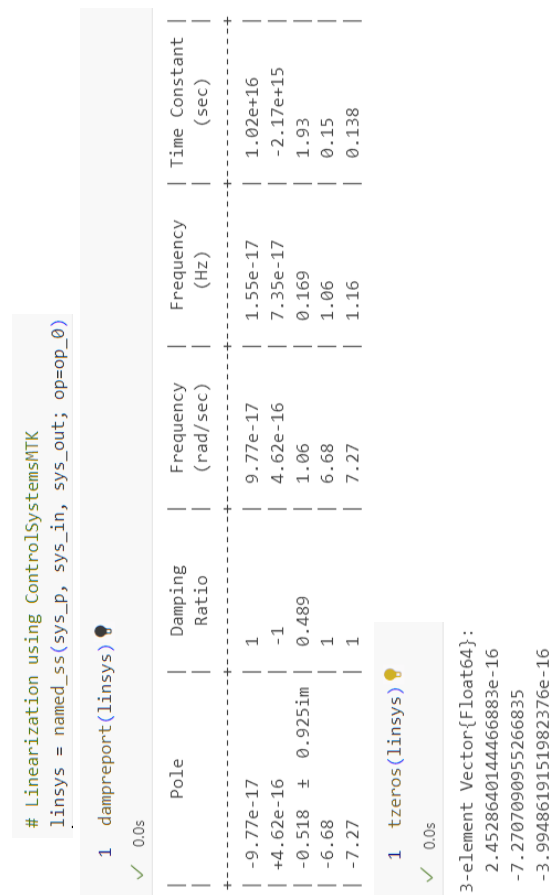 # Linearization using ControlSystemsMTK
linsys = named_ss(sys_p, sys_in, sys_out; op=op_0)
1 dampreport(linsys)
✓ 0.0s
| Pole | Damping | Frequency | Frequency | Time Constant |
| | Ratio | (rad/sec) | (Hz) | (sec) |
+---------------+---------------+---------------+---------------+---------------+
| -9.77e-17 | 1 | 9.77e-17 | 1.55e-17 | 1.02e+16 |
| +4.62e-16 | -1 | 4.62e-16 | 7.35e-17 | -2.17e+15 |
| -0.518 ± 0.925im | 0.489 | 1.06 | 0.169 | 1.93 |
| -6.68 | 1 | 6.68 | 1.06 | 0.15 |
| -7.27 | 1 | 7.27 | 1.16 | 0.138 |
1 tzeros(linsys)
✓ 0.0s
3-element Vector{Float64}:
2.4528640144466883e-16
-7.2707090955266835
-3.9948619151982376e-16